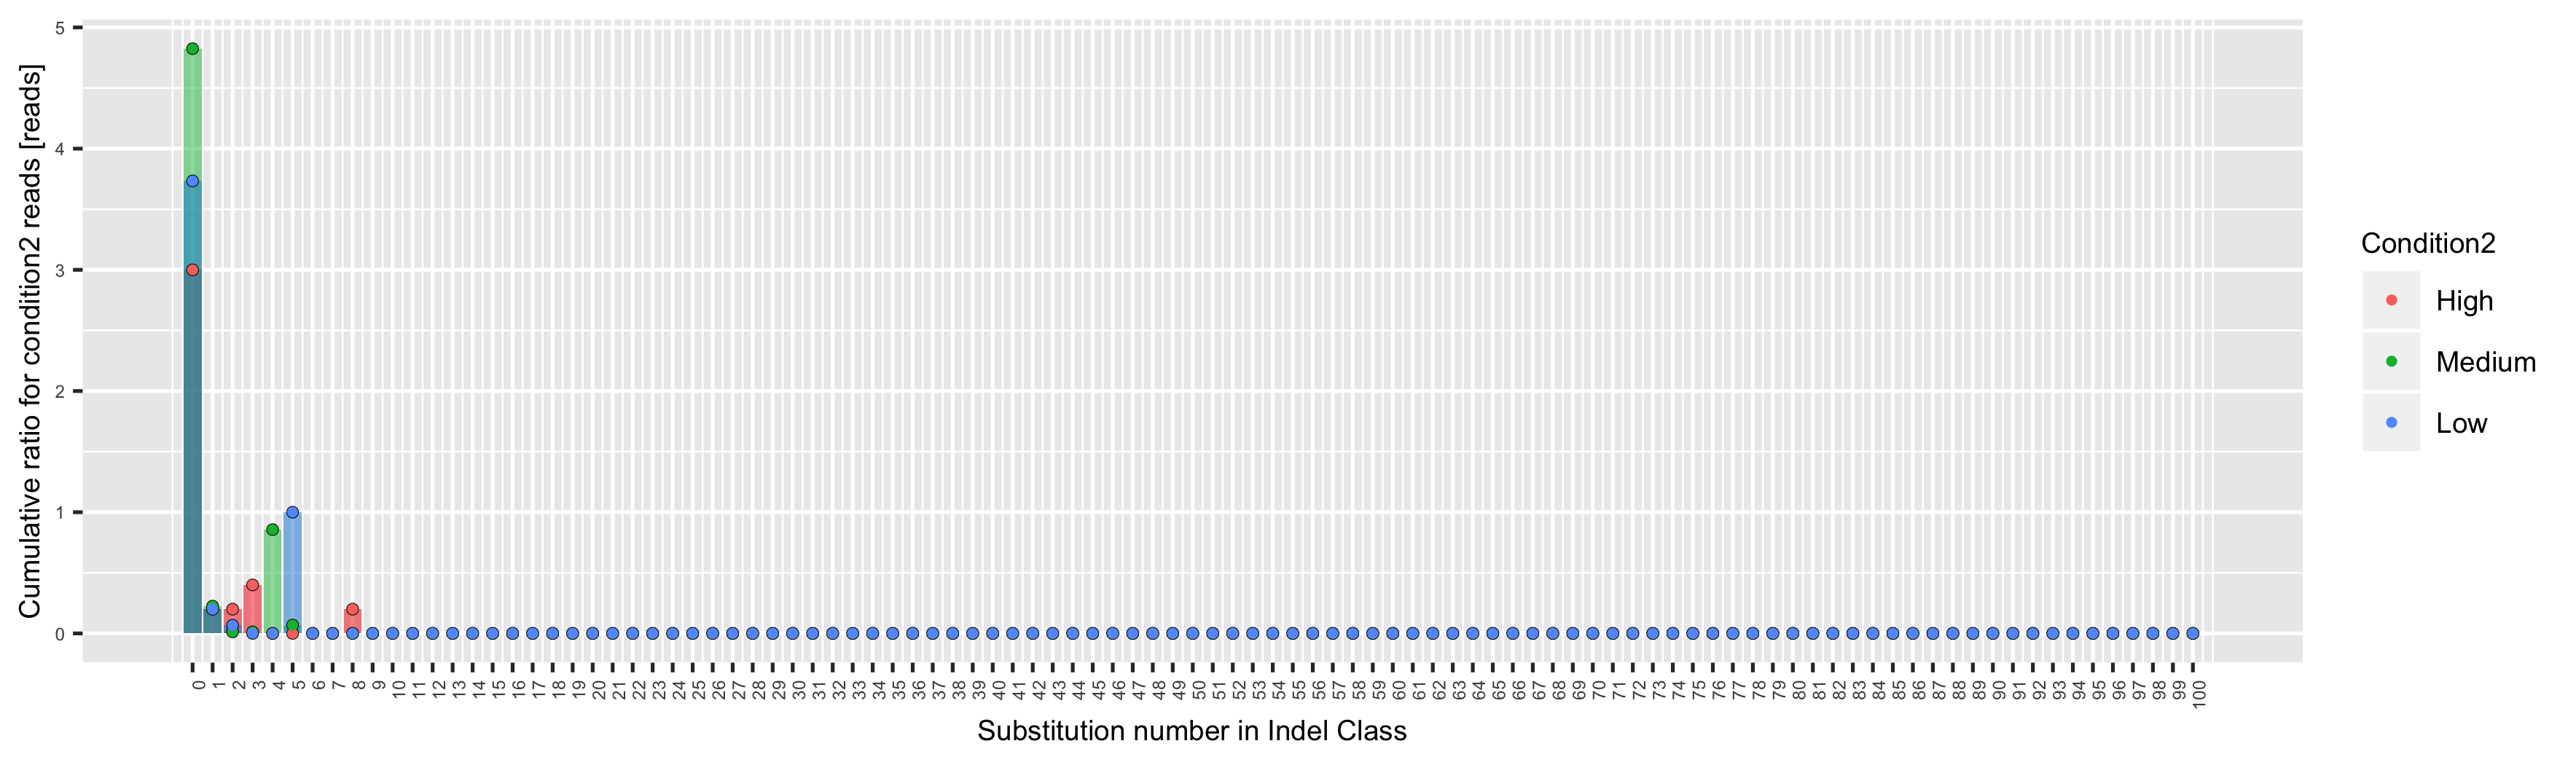 Cumulative ratio for condition2 reads [reads]
5
4
3
2
1
0
0 1 2 3 4 5 6 7 8 9 10 11 12 13 14 15 16 17 18 19 20 21 22 23 24 25 26 27 28 29 30 31 32 33 34 35 36 37 38 39 40 41 42 43 44 45 46 47 48 49 50 51 52 53 54 55 56 57 58 59 60 61 62 63 64 65 66 67 68 69 70 71 72 73 74 75 76 77 78 79 80 81 82 83 84 85 86 87 88 89 90 91 92 93 94 95 96 97 98 99 100
Substitution number in Indel Class
Condition2
High
Medium
Low